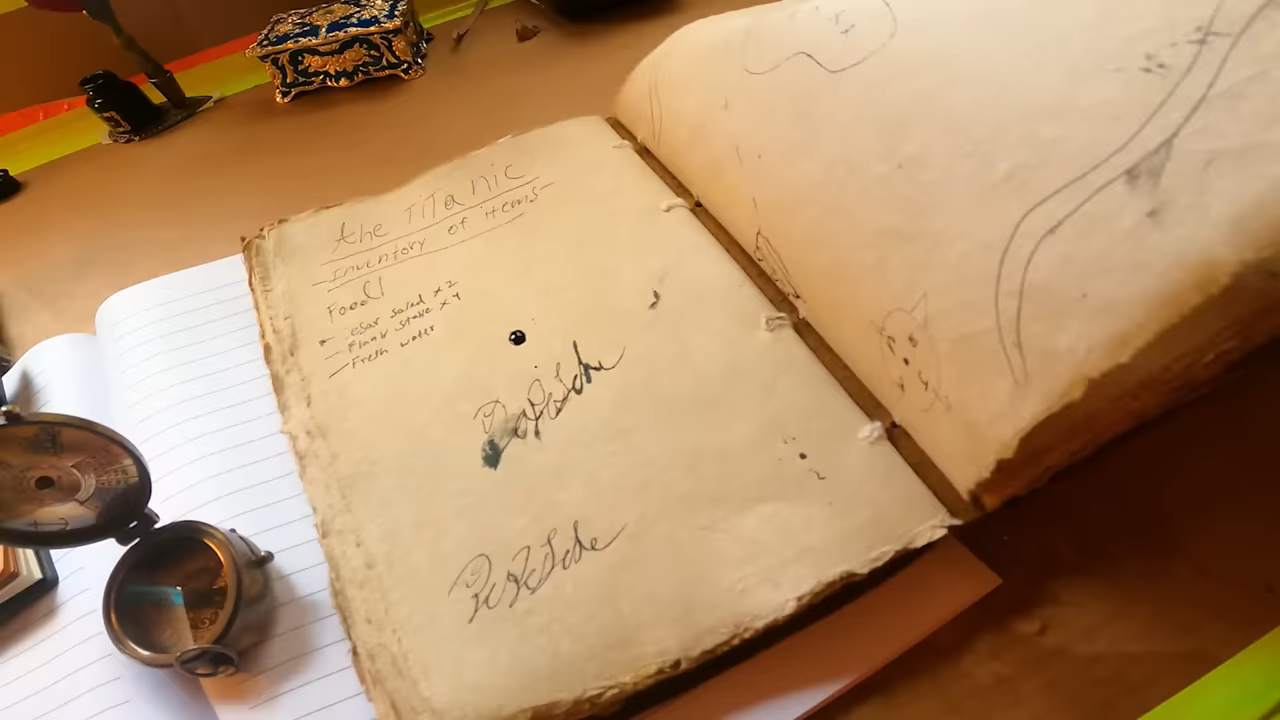 the TiTanic
Inventory of items
Food
esar salad x2
Flank stake x4
Fresh water